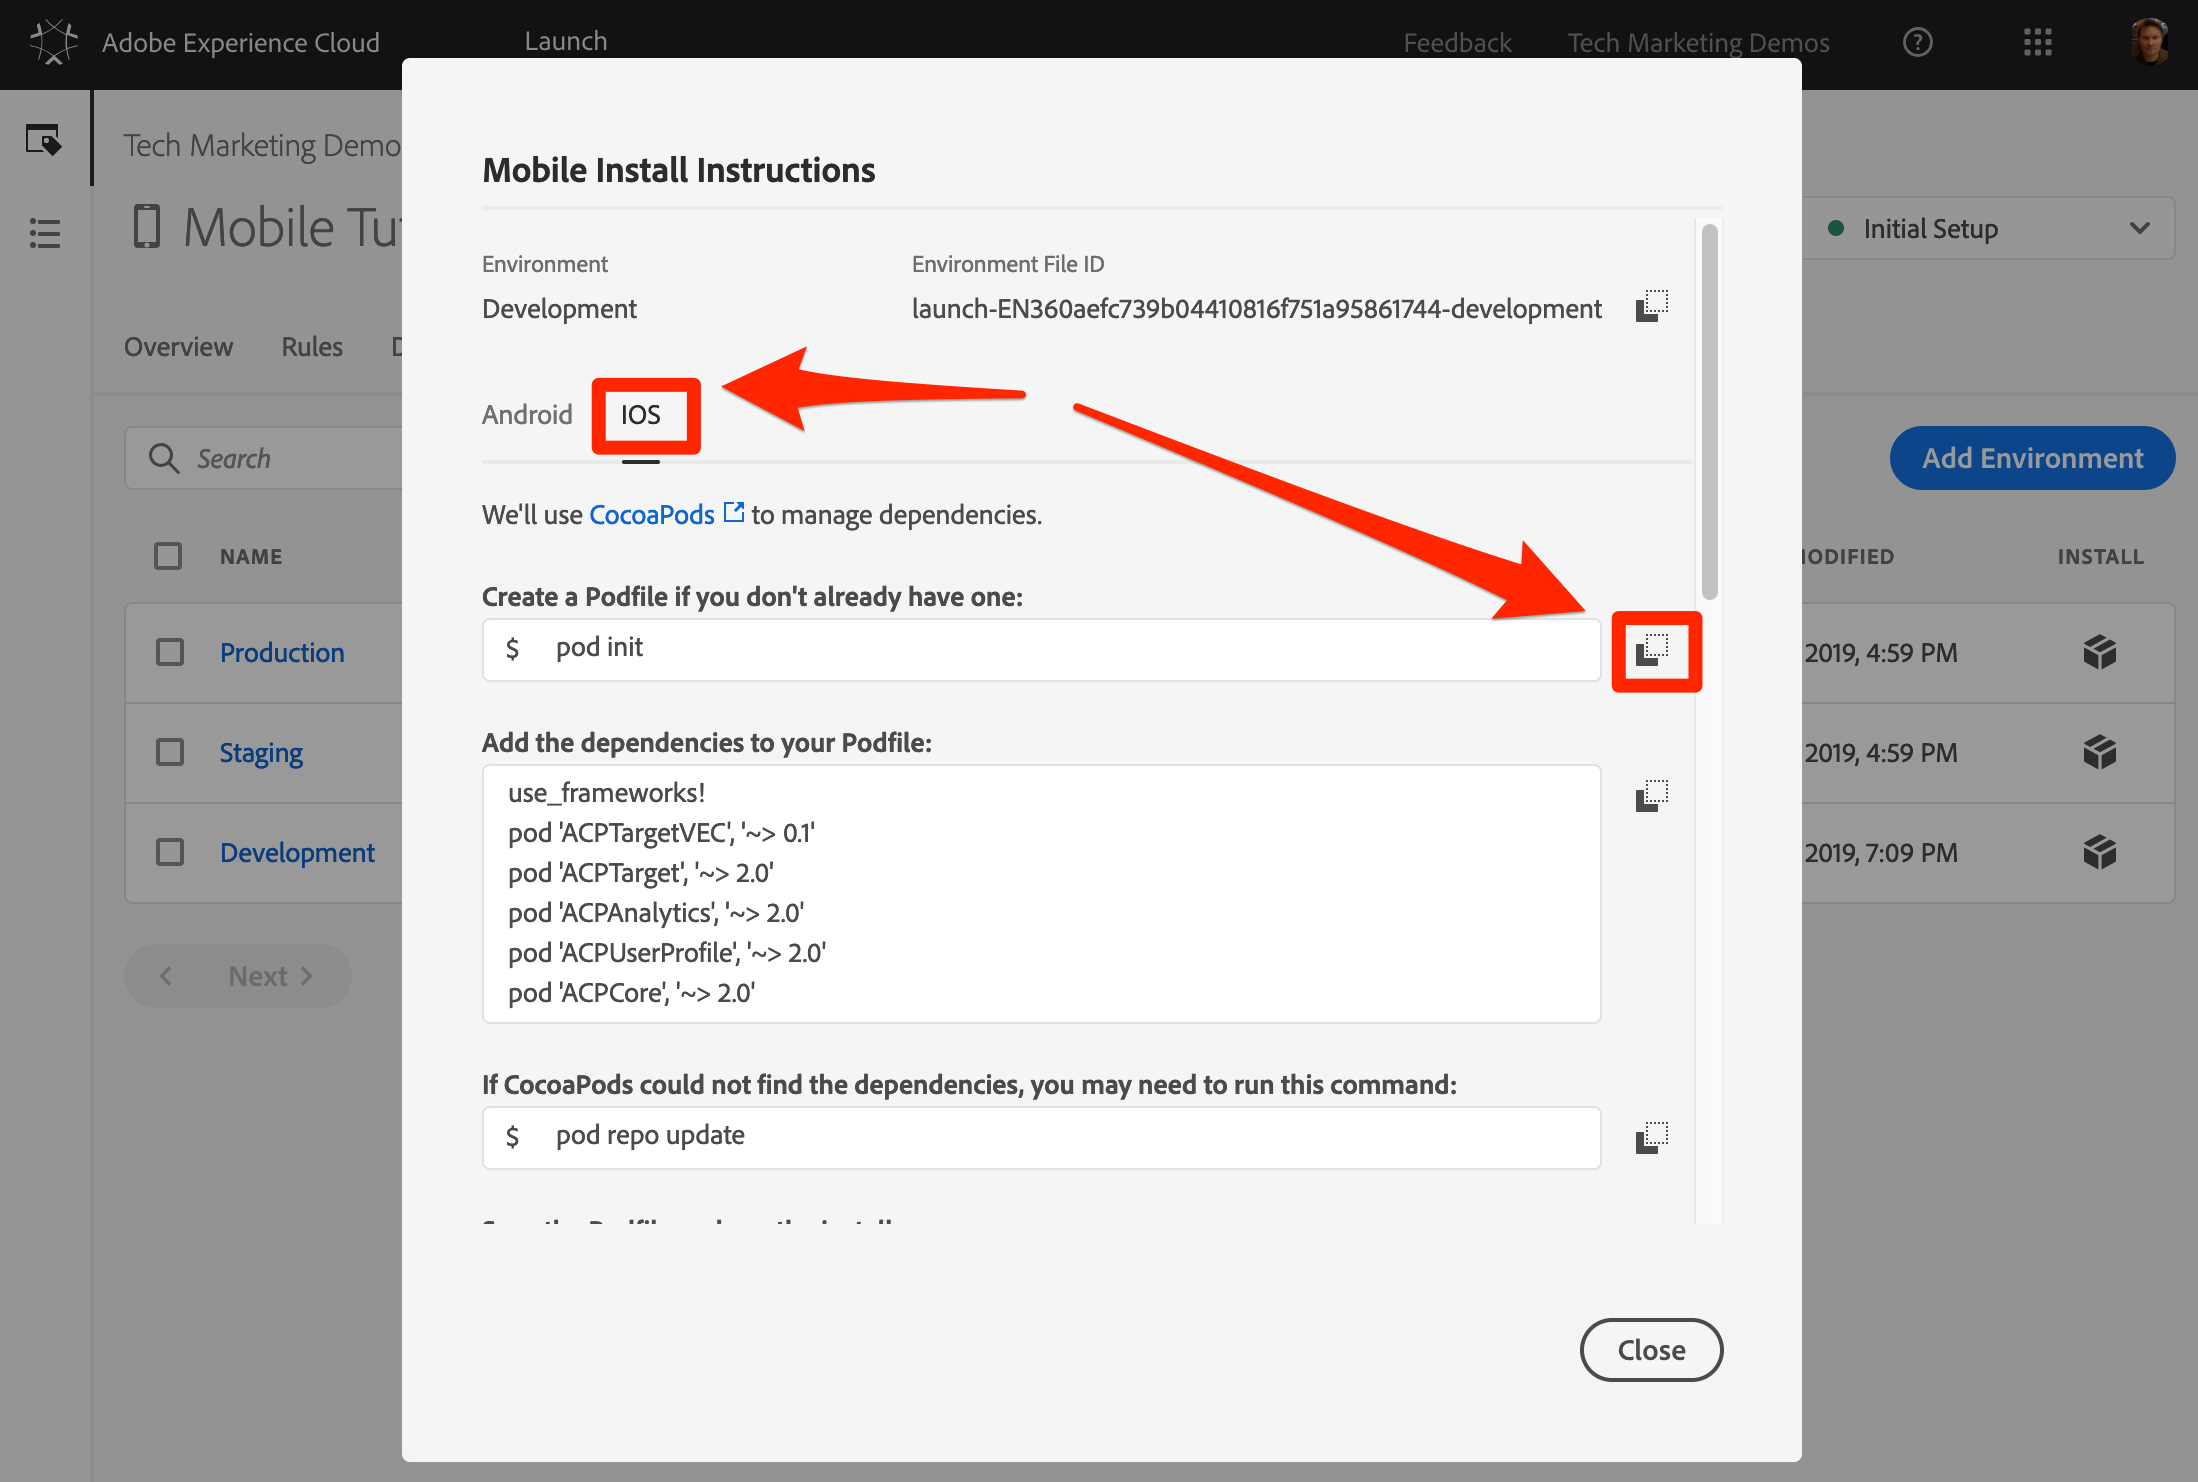 Adobe Experience Cloud
Launch
Feedback
Tech Marketing Demos
Tech Marketing Demo
Mobile Tu
Initial Setup
Overview
Rules
Search
Add Environment
NAME
MODIFIED
INSTALL
Production
2019, 4:59 PM
Staging
2019, 4:59 PM
Development
2019, 7:09 PM
Next
Mobile Install Instructions
Environment
Environment File ID
Development
launch-EN360aefc739b04410816f751a95861744-development
Android
IOS
We'll use CocoaPods to manage dependencies.
Create a Podfile if you don't already have one:
$ pod init
Add the dependencies to your Podfile:
use_frameworks!
pod 'ACPTargetVEC', '~> 0.1'
pod 'ACPTarget', '~> 2.0'
pod 'ACPAnalytics', '~> 2.0'
pod 'ACPUserProfile', '~> 2.0'
pod 'ACPCore', '~> 2.0'
If CocoaPods could not find the dependencies, you may need to run this command:
$ pod repo update
Close